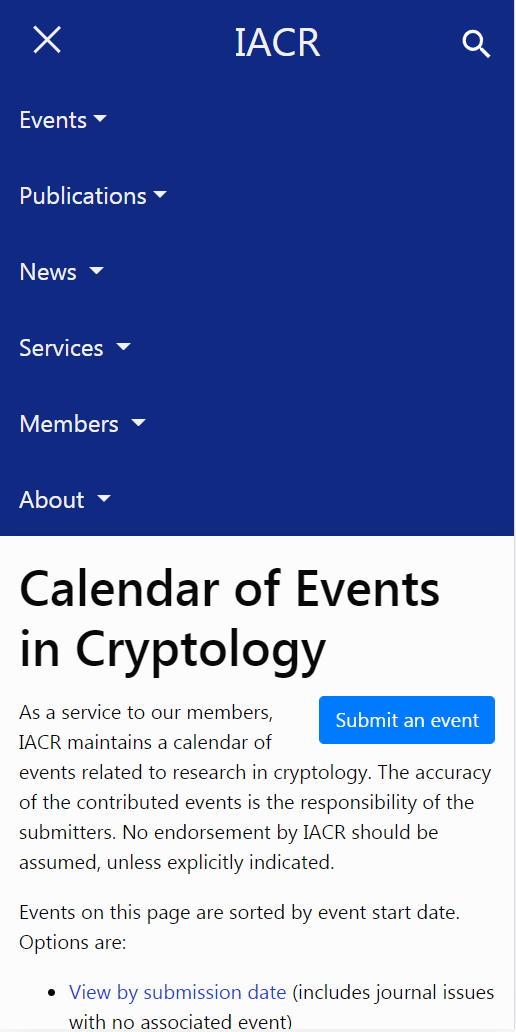 IACR
Events
Publications
News
Services
Members
About
Calendar of Events
in Cryptology
Submit an event
As a service to our members,
IACR maintains a calendar of
events related to research in cryptology. The accuracy
of the contributed events is the responsibility of the
submitters. No endorsement by IACR should be
assumed, unless explicitly indicated.
Events on this page are sorted by event start date.
Options are:
• View by submission date (includes journal issues
with no associated event)